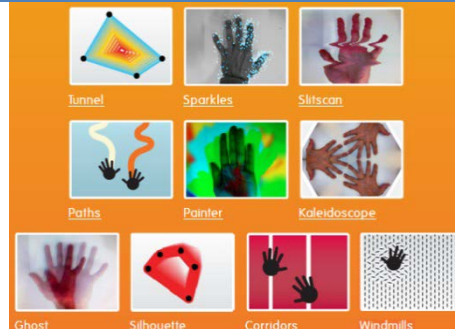 Tunnel Sparkles Slitscan
Paths Painter Kaleidoscope
Ghost Silhouette Corridors Windmills